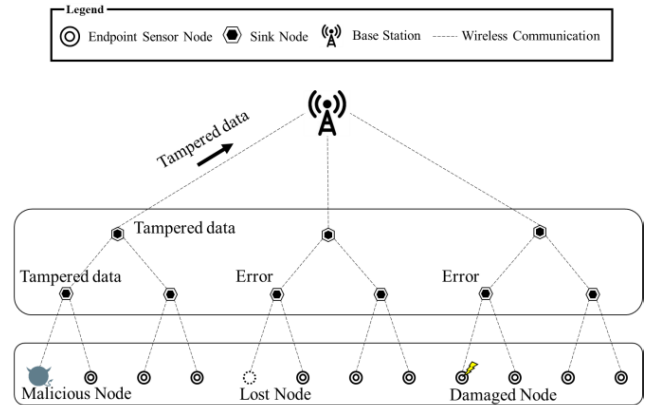 Legend
Endpoint Sensor Node Sink Node Base Station Wireless Communication
Tampered data
Tampered data
Tampered data Error Error
Malicious Node Lost Node Damaged Node